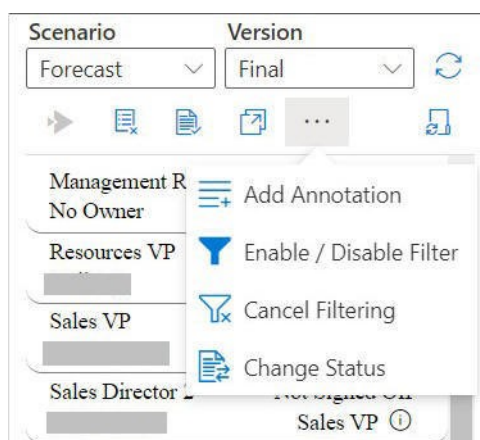 Scenario Version
Forecast Final
...
Management R
No Owner
Resources VP
Sales VP
Sales Director 2
Sales VP
Add Annotation
Enable / Disable Filter
Cancel Filtering
Change Status